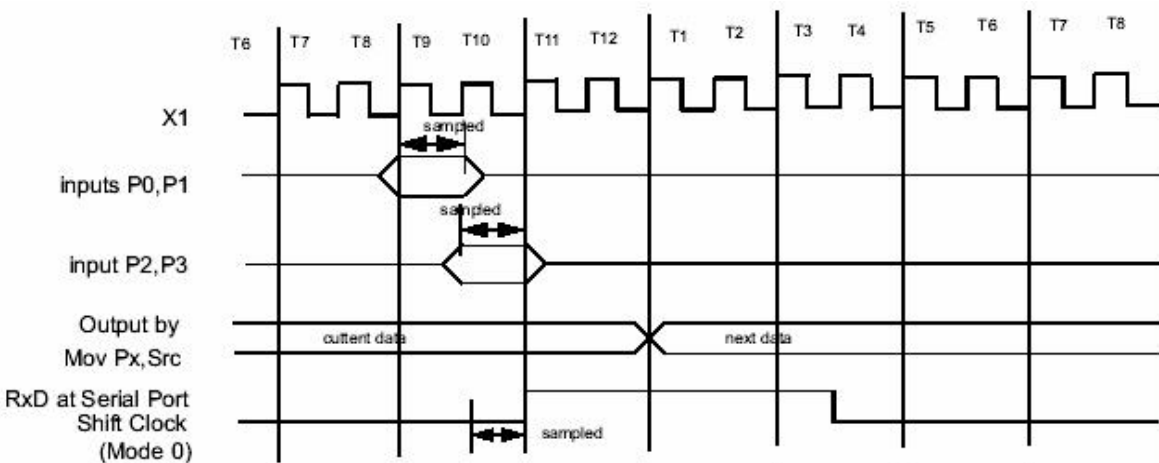 T6 T7 T8 T9 T10 T11 T12 T1 T2 T3 T4 T5 T6 T7 T8
X1
sampled
inputs P0,P1
sampled
input P2,P3
Output by
cuttent data next data
Mov Px,Src
RxD at Serial Port
Shift Clock
sampled
(Mode 0)